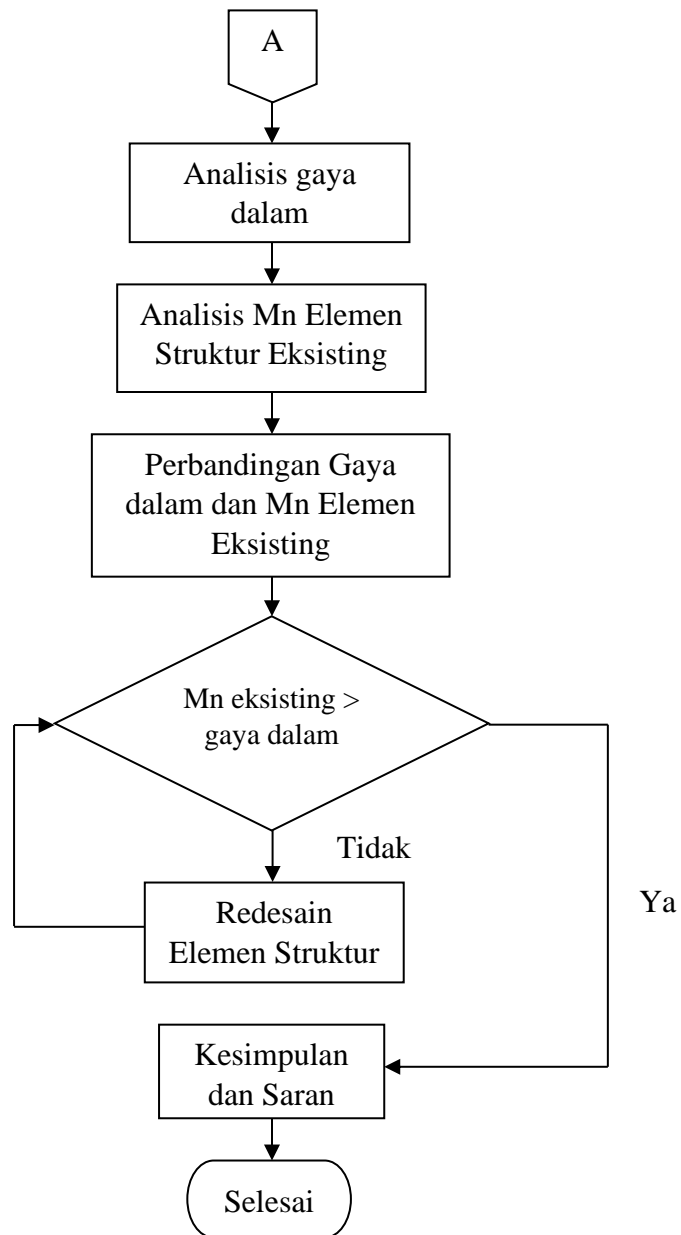 A
Analisis gaya
dalam
Analisis Mn Elemen
Struktur Eksisting
Perbandingan Gaya
dalam dan Mn Elemen
Eksisting
Mn eksisting >
gaya dalam
Tidak
Redesain
Elemen Struktur
Ya
Kesimpulan
dan Saran
Selesai